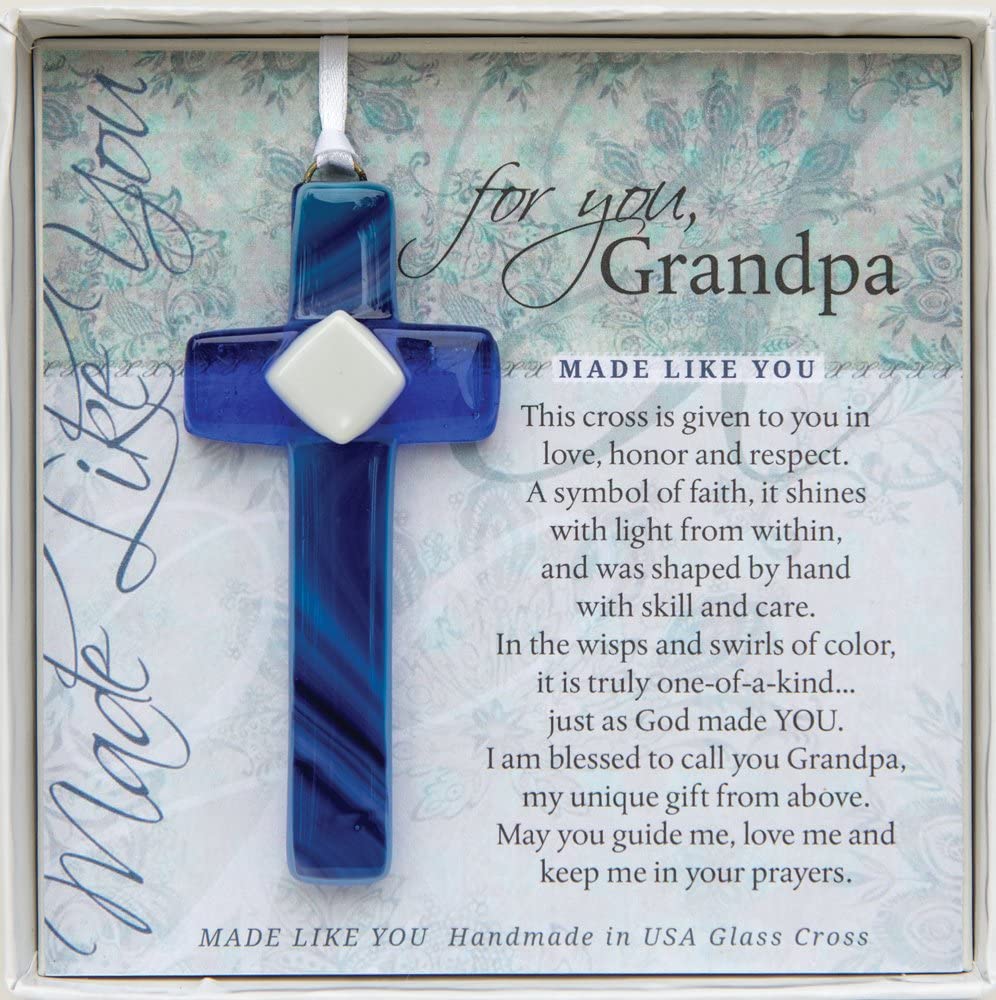 Made Like You
for you,
Grandpa
MADE LIKE YOU
This cross is given to you in
love, honor and respect.
A symbol of faith, it shines
with light from within,
and was shaped by hand
with skill and care.
In the wisps and swirls of color,
it is truly one-of-a-kind...
just as God made YOU.
I am blessed to call you Grandpa,
my unique gift from above.
May you guide me, love me and
keep me in your prayers.
MADE LIKE YOU Handmade in USA Glass Cross